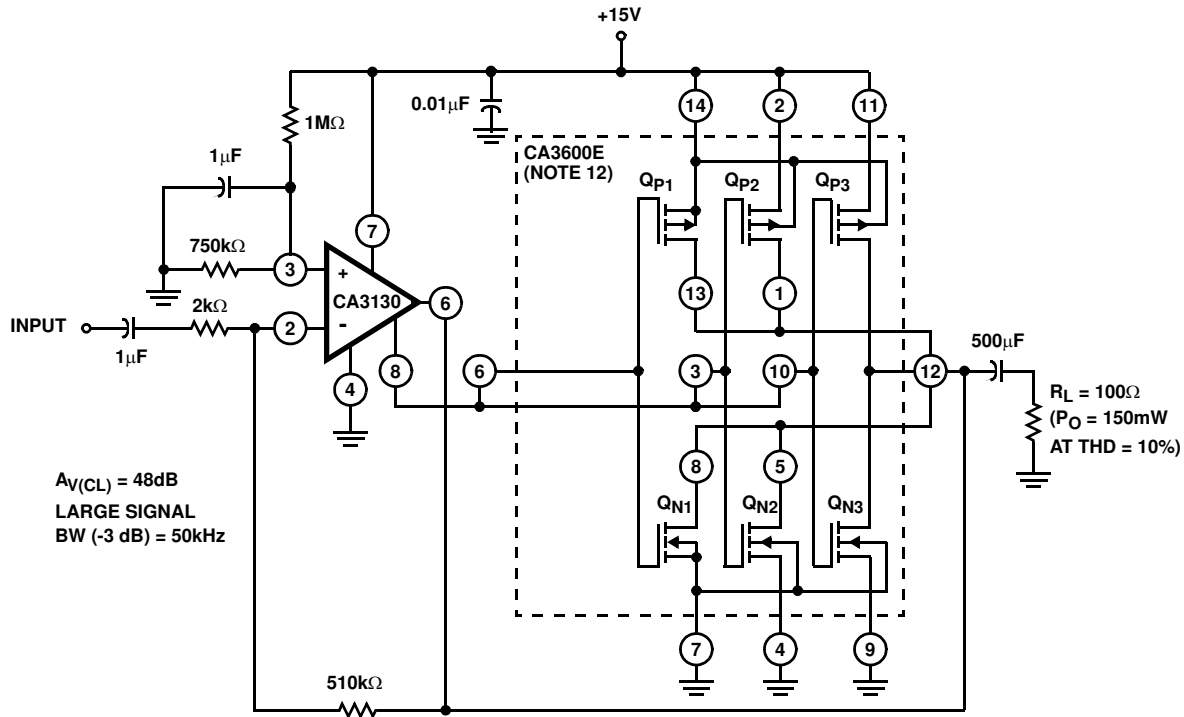 +15V
0.01µF
1MΩ
1µF
14
2
11
CA3600E
(NOTE 12)
QP1
QP2
QP3
7
750kΩ
3
+
CA3130
6
2kΩ
INPUT
2
-
1µF
13
1
500µF
8
6
3
10
12
4
RL = 100Ω
(PO = 150mW
AT THD = 10%)
8
5
AV(CL) = 48dB
LARGE SIGNAL
BW (-3 dB) = 50kHz
QN1
QN2
QN3
7
4
9
510kΩ